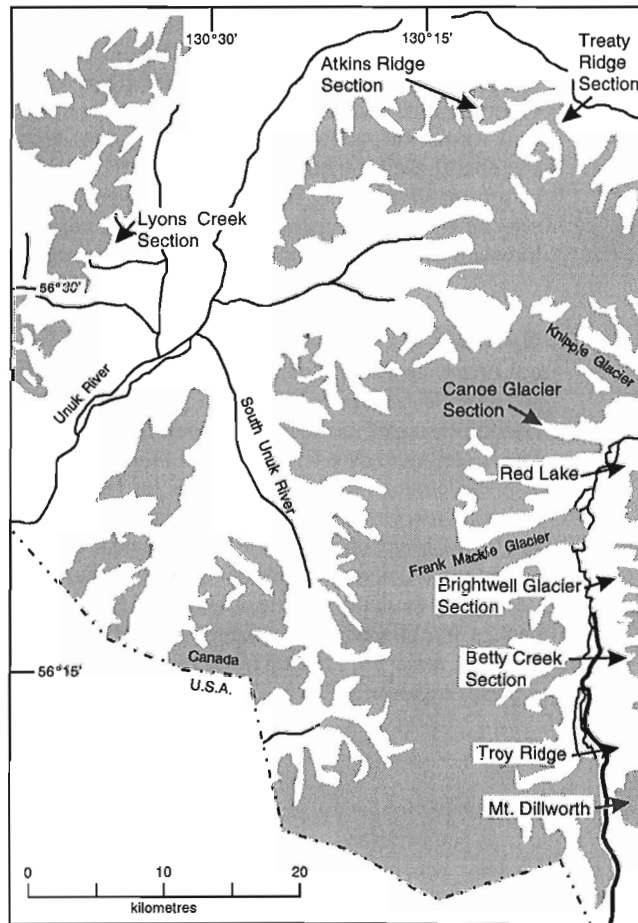 130°30'
130°15'
Atkins Ridge
Section
Treaty
Ridge
Section
Lyons Creek
Section
56°30'
Knipple Glacier
Unuk River
South Unuk River
Canoe Glacier
Section
Red Lake
Frank Mackie Glacier
Brightwell Glacier
Section
Betty Creek
Section
56°15'
Canada
U.S.A.
Troy Ridge
Mt. Dillworth
0 10 20
kilometres